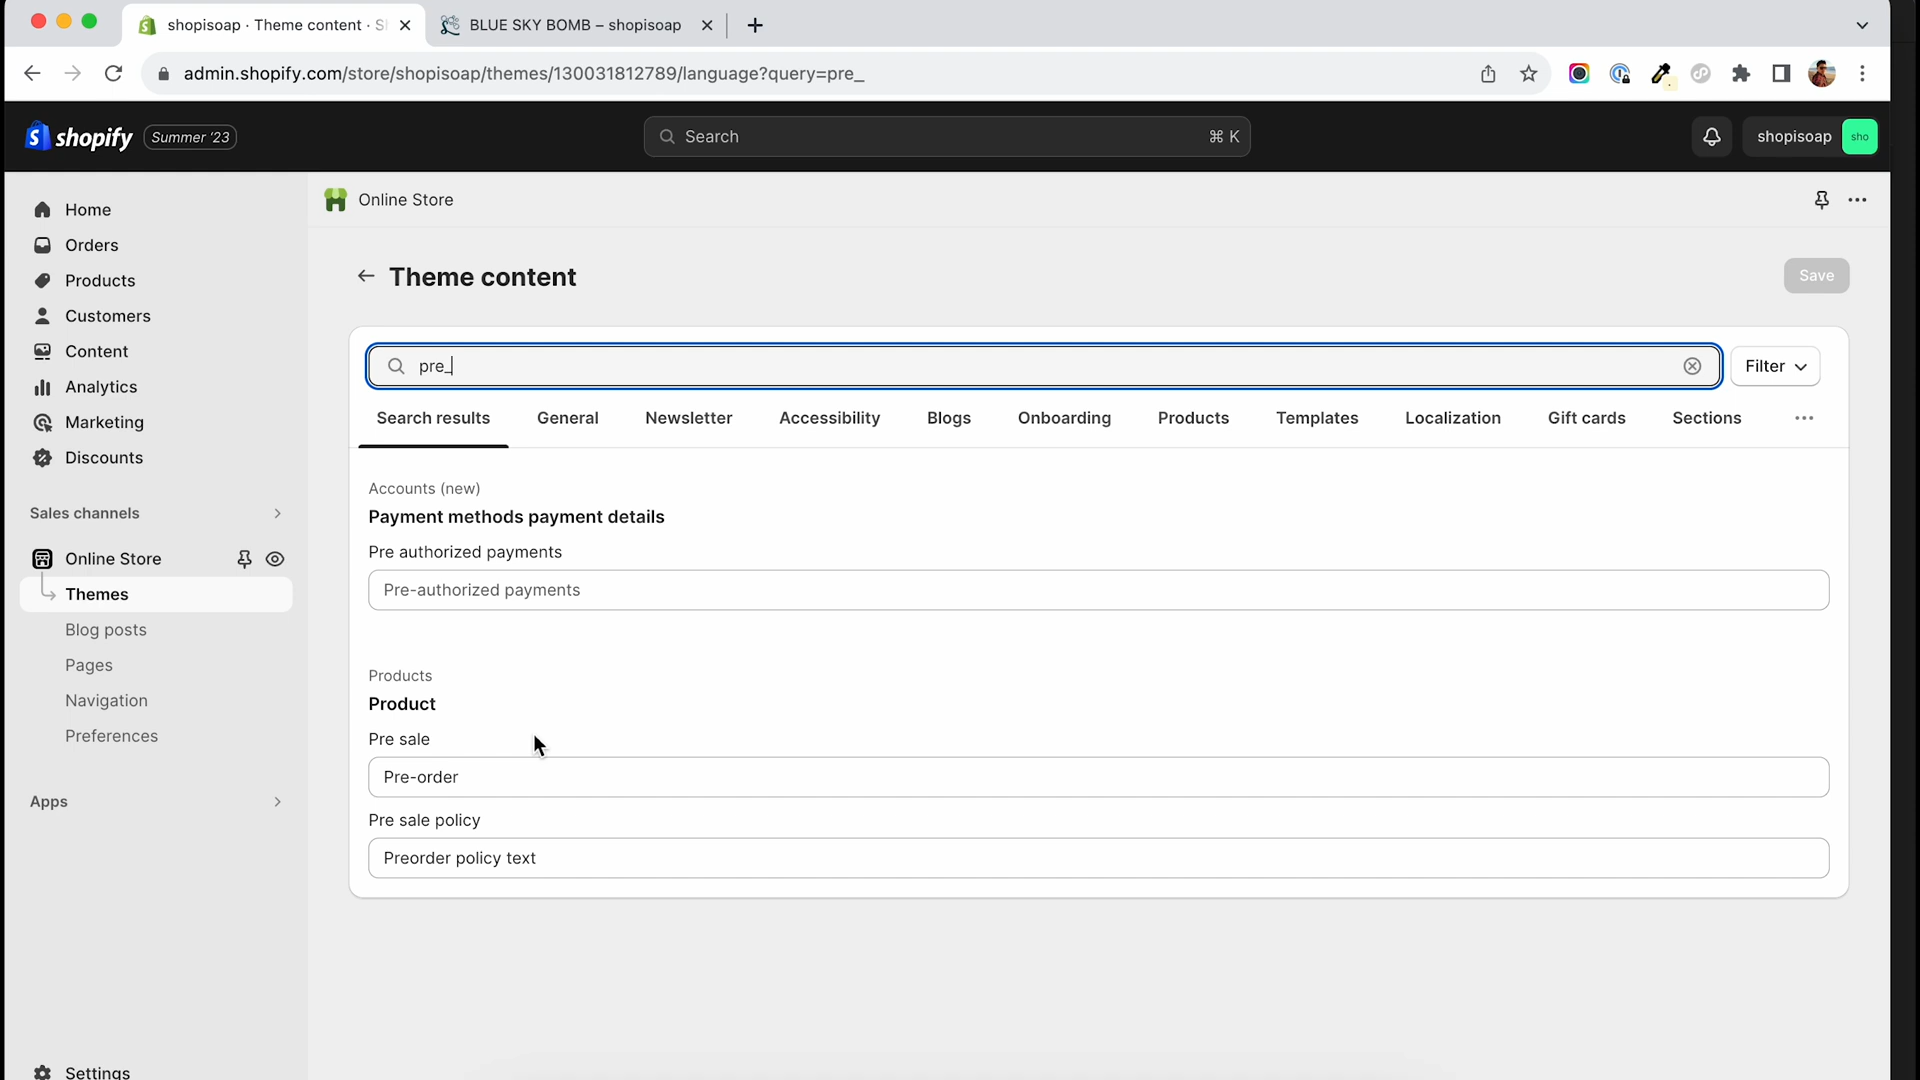 shopisoap · Theme content · S
BLUE SKY BOMB – shopisoap
admin.shopify.com/store/shopisoap/themes/130031812789/language?query=pre_
shopify
Summer '23
Search
⌘ K
shopisoap
sho
Home
Orders
Products
Customers
Content
Analytics
Marketing
Discounts
Sales channels
Online Store
Themes
Blog posts
Pages
Navigation
Preferences
Apps
Settings
Online Store
Theme content
Save
pre_
Filter
Search results General Newsletter Accessibility Blogs Onboarding Products Templates Localization Gift cards Sections
Accounts (new)
Payment methods payment details
Pre authorized payments
Pre-authorized payments
Products
Product
Pre sale
Pre-order
Pre sale policy
Preorder policy text